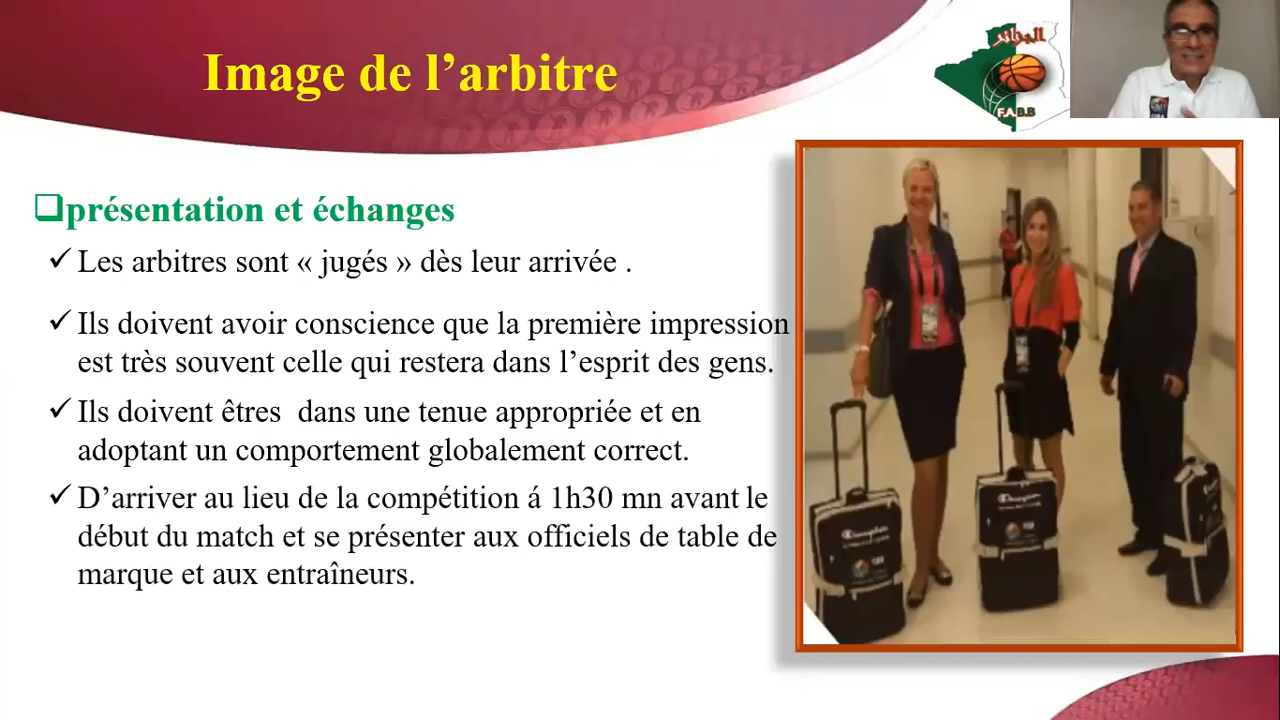 Image de l’arbitre
الجزائر
F.A.B.B
❑présentation et échanges
✓ Les arbitres sont « jugés » dès leur arrivée .
✓ Ils doivent avoir conscience que la première impression
est très souvent celle qui restera dans l’esprit des gens.
✓ Ils doivent êtres  dans une tenue appropriée et en
adoptant un comportement globalement correct.
✓ D’arriver au lieu de la compétition á 1h30 mn avant le
début du match et se présenter aux officiels de table de
marque et aux entraîneurs.
Champion
Champion